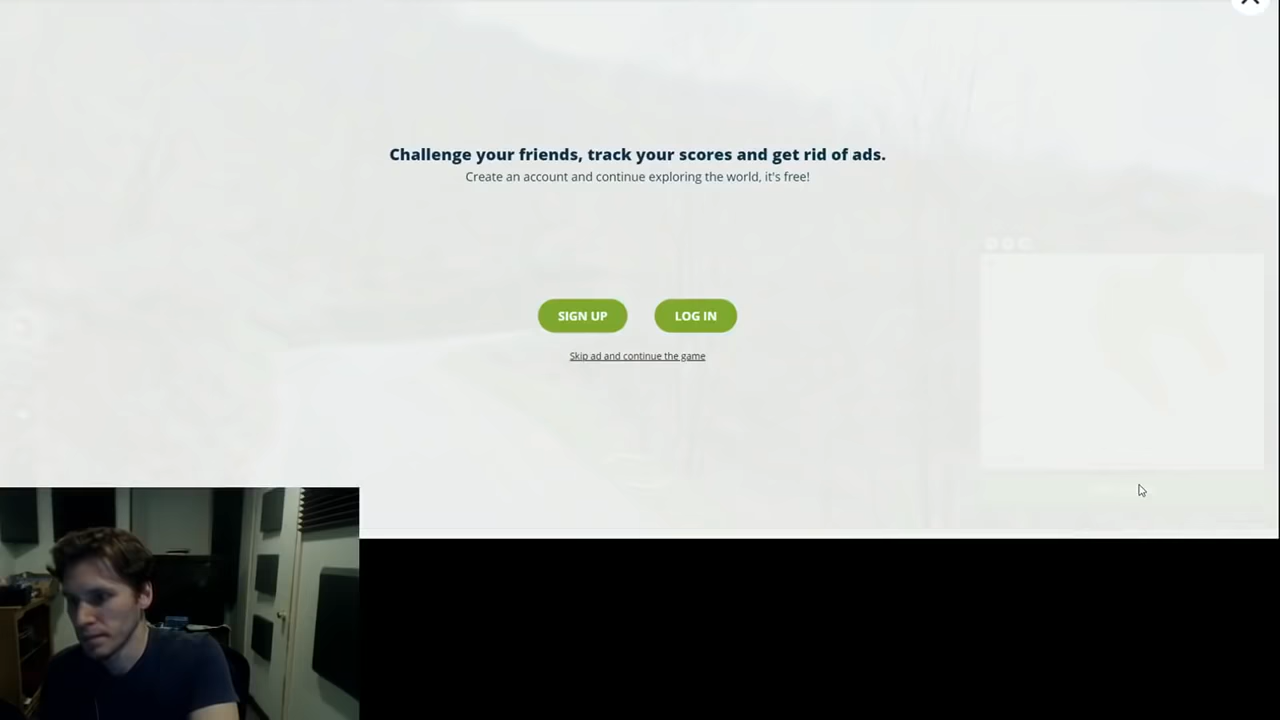 Challenge your friends, track your scores and get rid of ads.
Create an account and continue exploring the world, it's free!
SIGN UP
LOG IN
Skip ad and continue the game